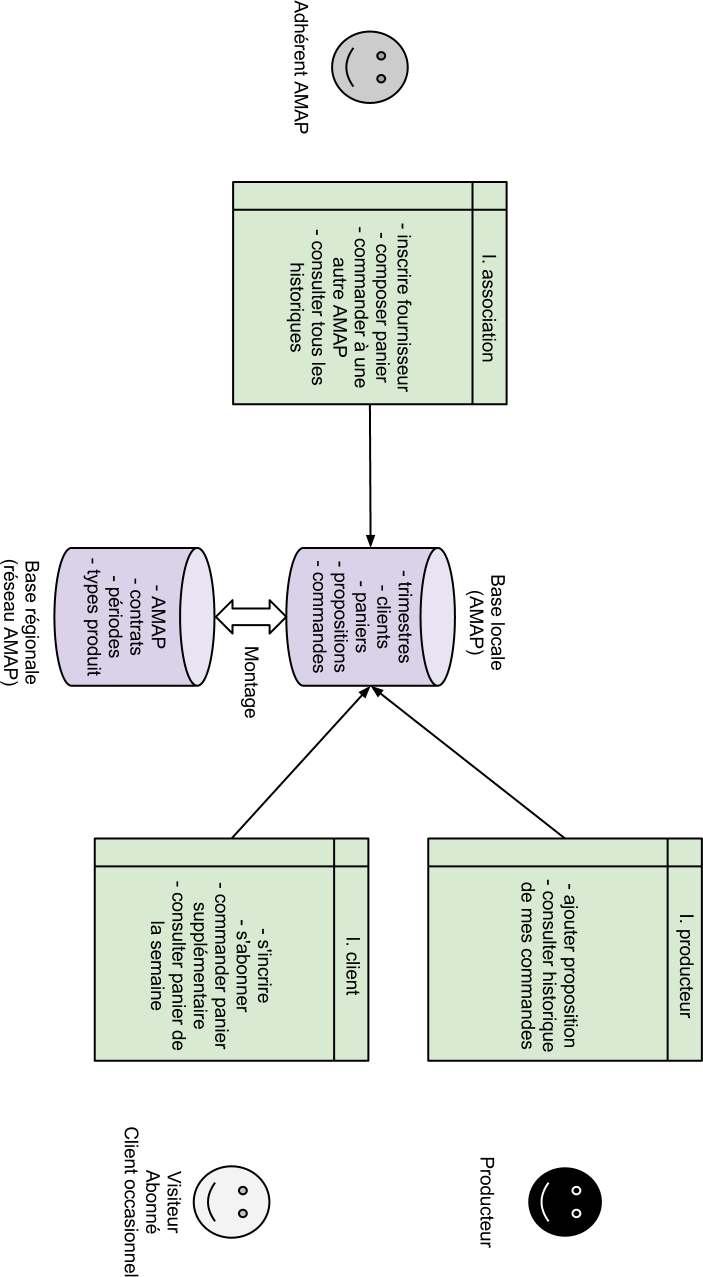 Adhérent AMAP
I. association
- inscrire fournisseur
- composer panier
- commander à une
autre AMAP
- consulter tous les
historiques
Base locale
(AMAP)
- trimestres
- clients
- paniers
- propositions
- commandes
Montage
- AMAP
- contrats
- périodes
- types produit
Base régionale
(réseau AMAP)
I. producteur
- ajouter proposition
- consulter historique
de mes commandes
Producteur
I. client
- s'incrire
- s'abonner
- commander panier
supplémentaire
- consulter panier de
la semaine
Visiteur
Abonné
Client occasionnel